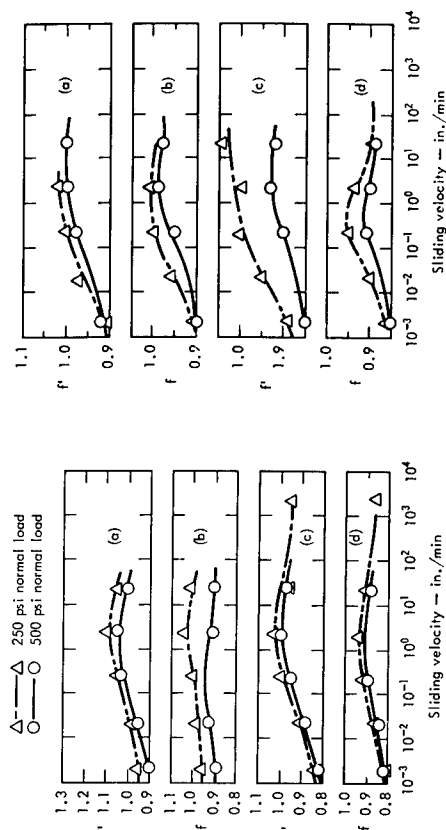 △—-—△ 250 psi normal load
○——○ 500 psi normal load
1.3
1.2
1.1
1.0
0.9
(a)
f
1.0
0.9
0.8
(b)
1.1
1.0
0.9
0.8
(c)
f
1.0
0.9
0.8
(d)
10⁻³ 10⁻² 10⁻¹ 10⁰ 10¹ 10² 10³ 10⁴
Sliding velocity — in./min
f'
1.0
0.9
(a)
f
1.0
0.9
(b)
f'
1.0
1.9
(c)
f
1.0
0.9
(d)
10⁻³ 10⁻² 10⁻¹ 10⁰ 10¹ 10² 10³ 10⁴
Sliding velocity — in./min